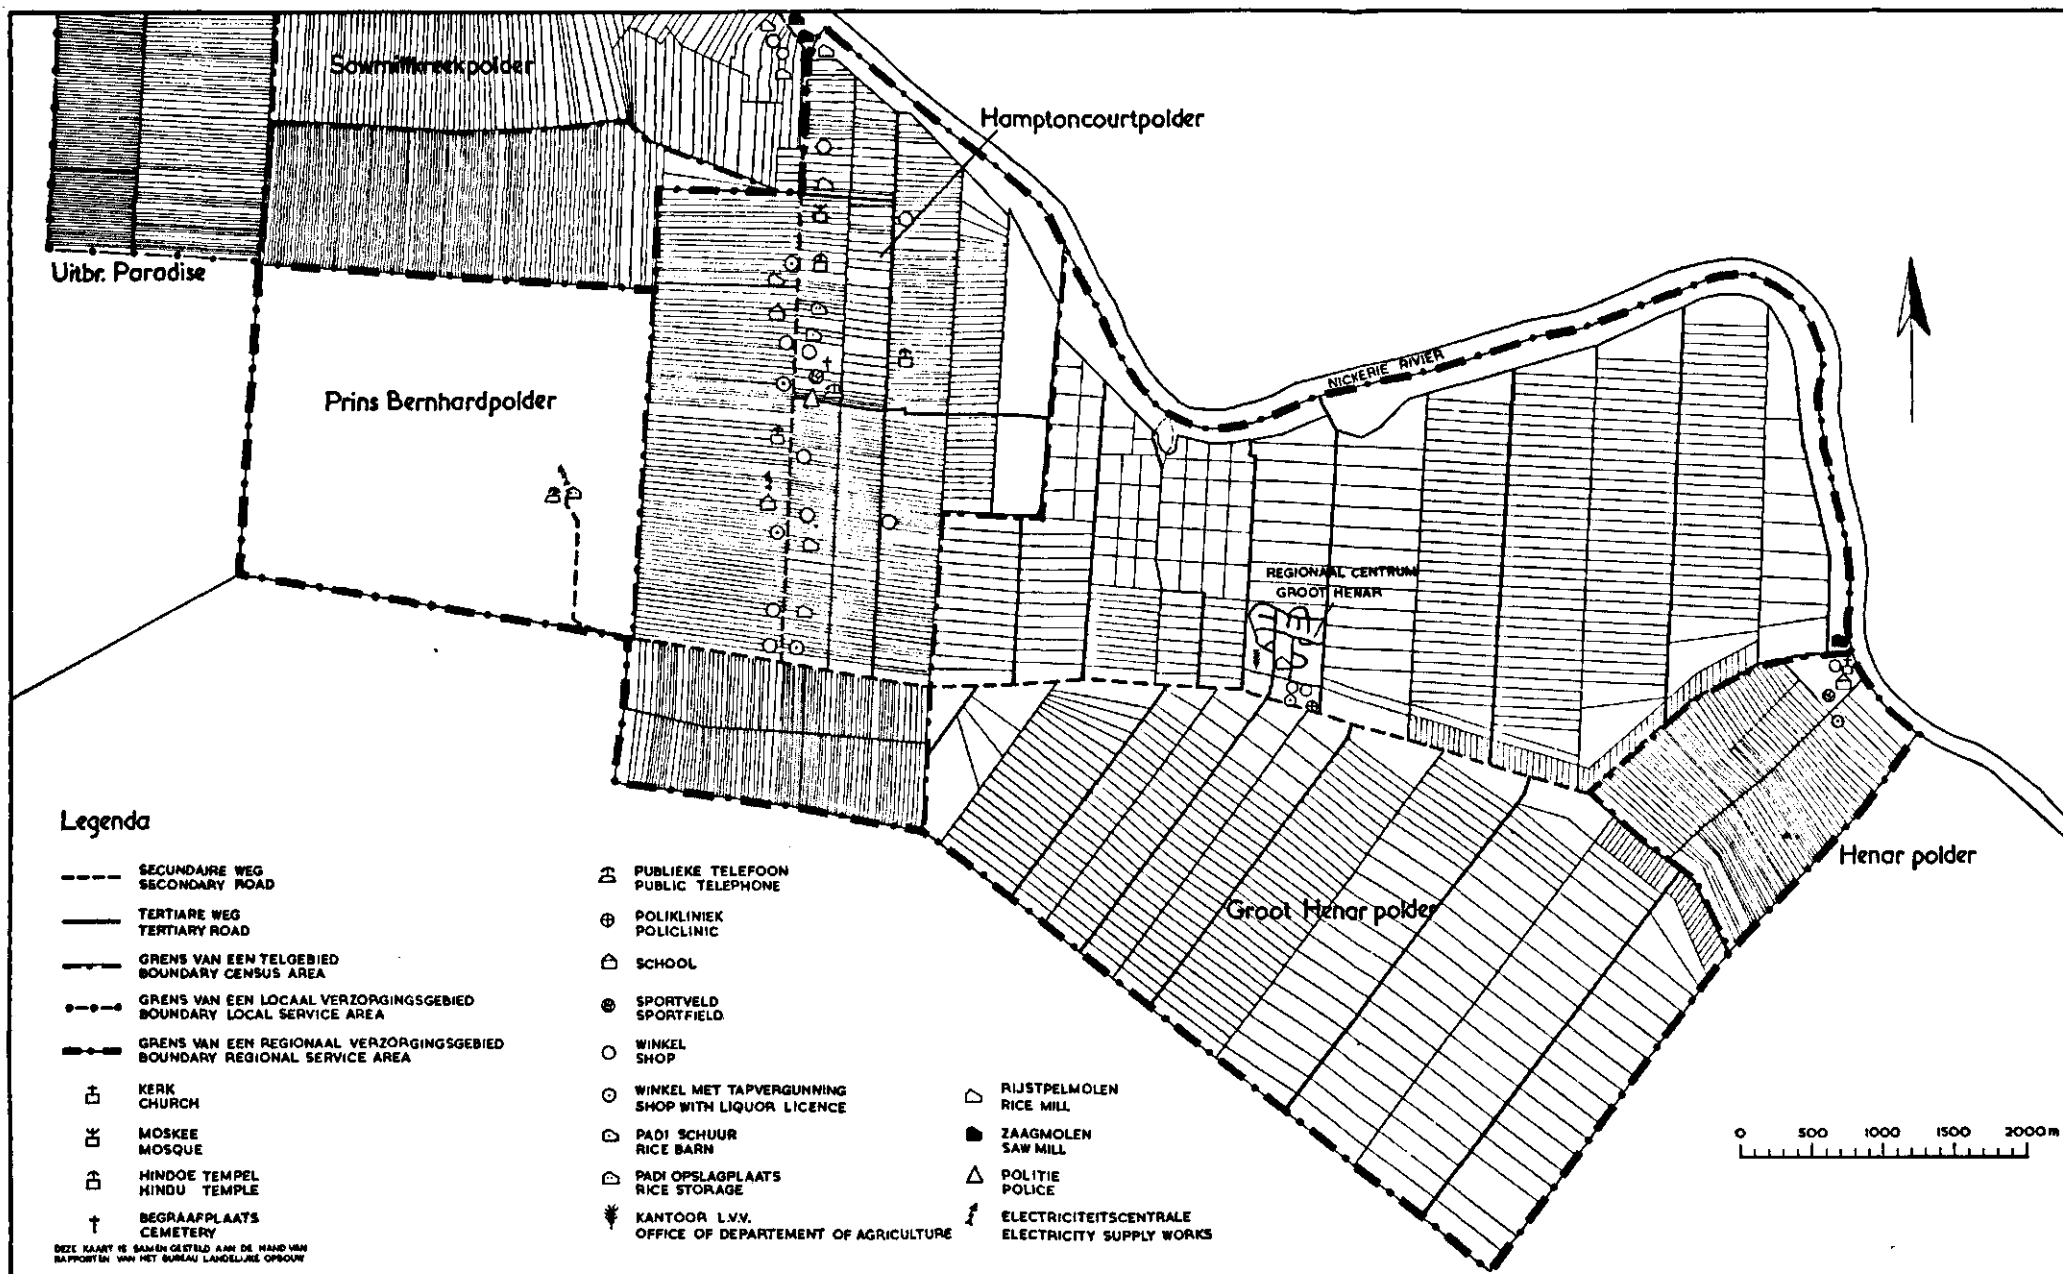 Sawmillkreekpolder
Hamptoncourtpolder
Uitbr. Paradise
Prins Bernhardpolder
NICKERIE RIVIER
REGIONAAL CENTRUM
GROOT HENAR
Henar polder
Groot Henar polder
Legenda
SECUNDAIRE WEG
SECONDARY ROAD
TERTIARE WEG
TERTIARY ROAD
GRENS VAN EEN TELGEBIED
BOUNDARY CENSUS AREA
GRENS VAN EEN LOCAAL VERZORGINGSGEBIED
BOUNDARY LOCAL SERVICE AREA
GRENS VAN EEN REGIONAAL VERZORGINGSGEBIED
BOUNDARY REGIONAL SERVICE AREA
KERK
CHURCH
MOSKEE
MOSQUE
HINDOE TEMPEL
HINDU TEMPLE
BEGRAAFPLAATS
CEMETERY
DEZE KAART IS SAMENGESTELD AAN DE HAND VAN
RAPPORTEN VAN HET BUREAU LANDELIJKE OPBOUW
PUBLIEKE TELEFOON
PUBLIC TELEPHONE
POLIKLINIEK
POLICLINIC
SCHOOL
SPORTVELD
SPORTFIELD
WINKEL
SHOP
WINKEL MET TAPVERGUNNING
SHOP WITH LIQUOR LICENCE
PADI SCHUUR
RICE BARN
PADI OPSLAGPLAATS
RICE STORAGE
KANTOOR L.V.V.
OFFICE OF DEPARTEMENT OF AGRICULTURE
RIJSTPELMOLEN
RICE MILL
ZAAGMOLEN
SAW MILL
POLITIE
POLICE
ELECTRICITEITSCENTRALE
ELECTRICITY SUPPLY WORKS
0 500 1000 1500 2000m